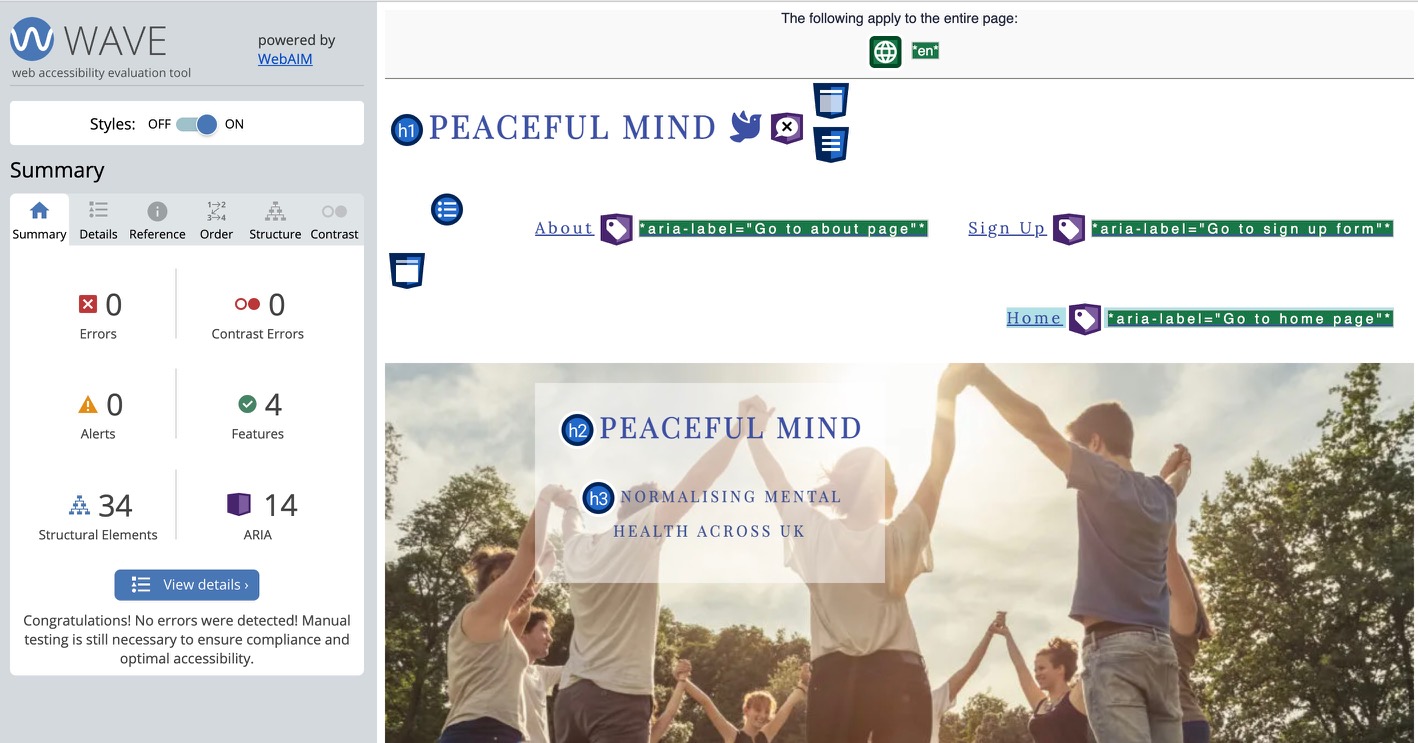 WAVE
powered by
WebAIM
web accessibility evaluation tool
Styles: OFF ON
Summary
Summary Details Reference Order Structure Contrast
1→2
3→4
0 0
Errors Contrast Errors
0 4
Alerts Features
34 14
Structural Elements ARIA
View details ›
Congratulations! No errors were detected! Manual
testing is still necessary to ensure compliance and
optimal accessibility.
The following apply to the entire page:
*en*
h1 PEACEFUL MIND
About *aria-label="Go to about page"* Sign Up *aria-label="Go to sign up form"*
Home *aria-label="Go to home page"*
h2 PEACEFUL MIND
h3 NORMALISING MENTAL
HEALTH ACROSS UK